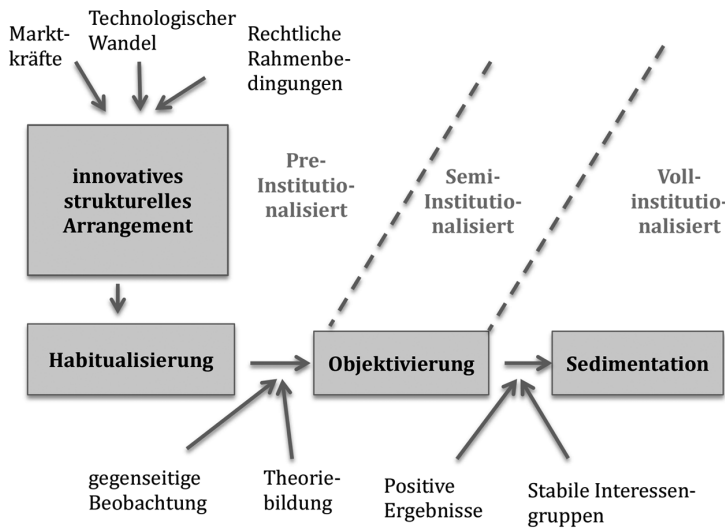 Markt-
kräfte
Technologischer
Wandel
Rechtliche
Rahmenbe-
dingungen
innovatives
strukturelles
Arrangement
Pre-
Institutio-
nalisiert
Semi-
Institutio-
nalisiert
Voll-
institutio-
nalisiert
Habitualisierung
Objektivierung
Sedimentation
gegenseitige
Beobachtung
Theorie-
bildung
Positive
Ergebnisse
Stabile Interessen-
gruppen